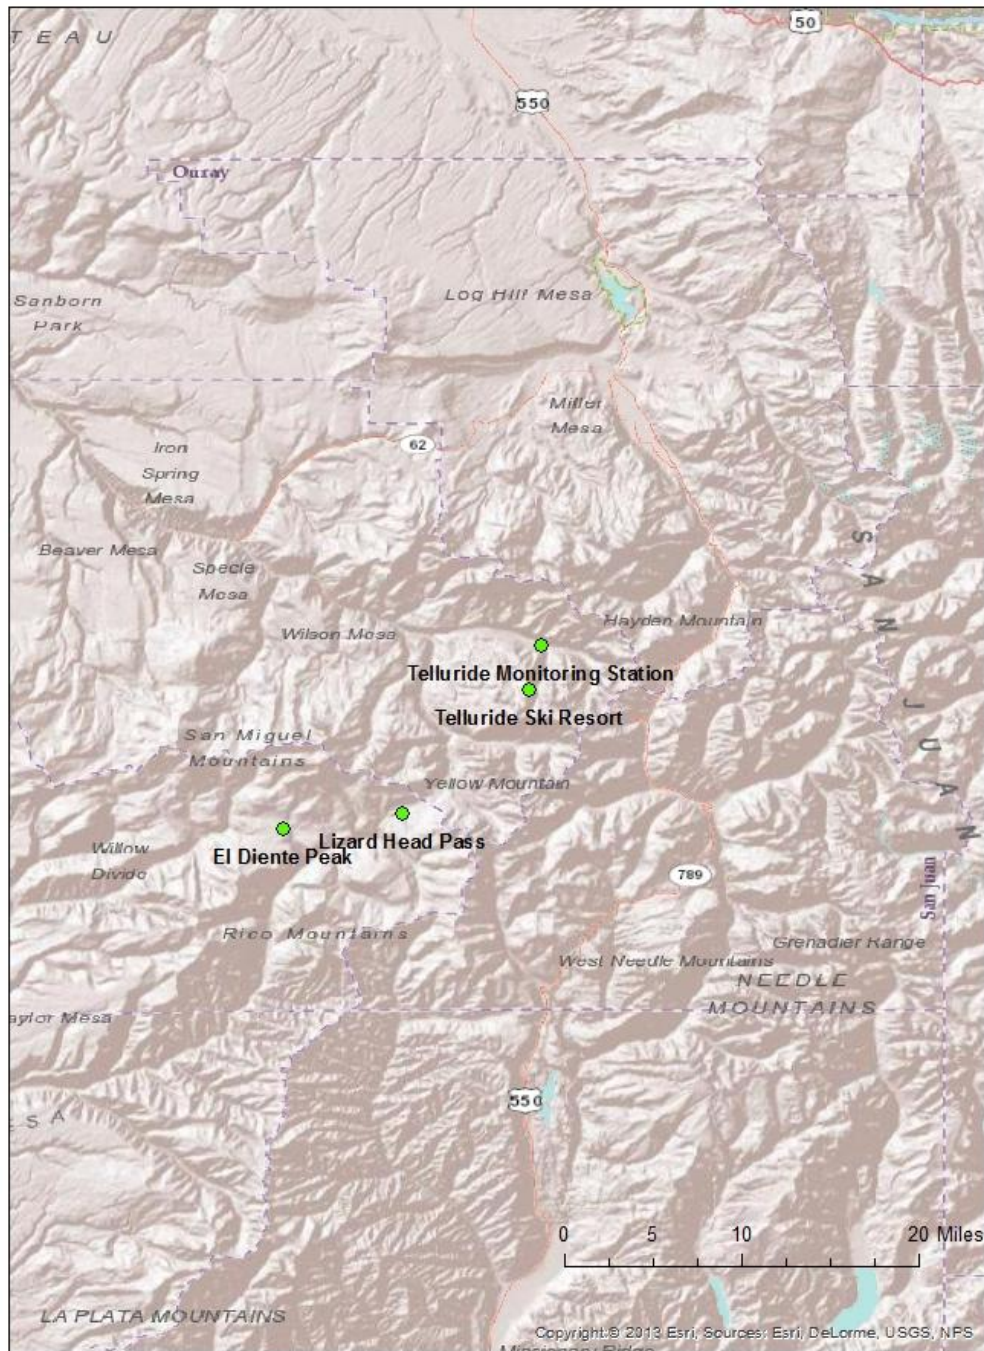 50
T E A U
550
Ouray
Log Hill Mesa
Sanborn
Park
Miller
Mesa
62
Iron
Spring
Mesa
Beaver Mesa
Specie
Mesa
SAN JUAN
Hayden Mountain
Wilson Mesa
Telluride Monitoring Station
Telluride Ski Resort
San Miguel
Mountains
Yellow Mountain
Lizard Head Pass
El Diente Peak
Willow
Divide
789
San Juan
Rico Mountains
Grenadier Range
West Needle Mountains
NEEDLE
MOUNTAINS
aylor Mesa
550
S A
0 5 10 20 Miles
LA PLATA MOUNTAINS
Copyright:© 2013 Esri, Sources: Esri, DeLorme, USGS, NPS
Missionary Ridge